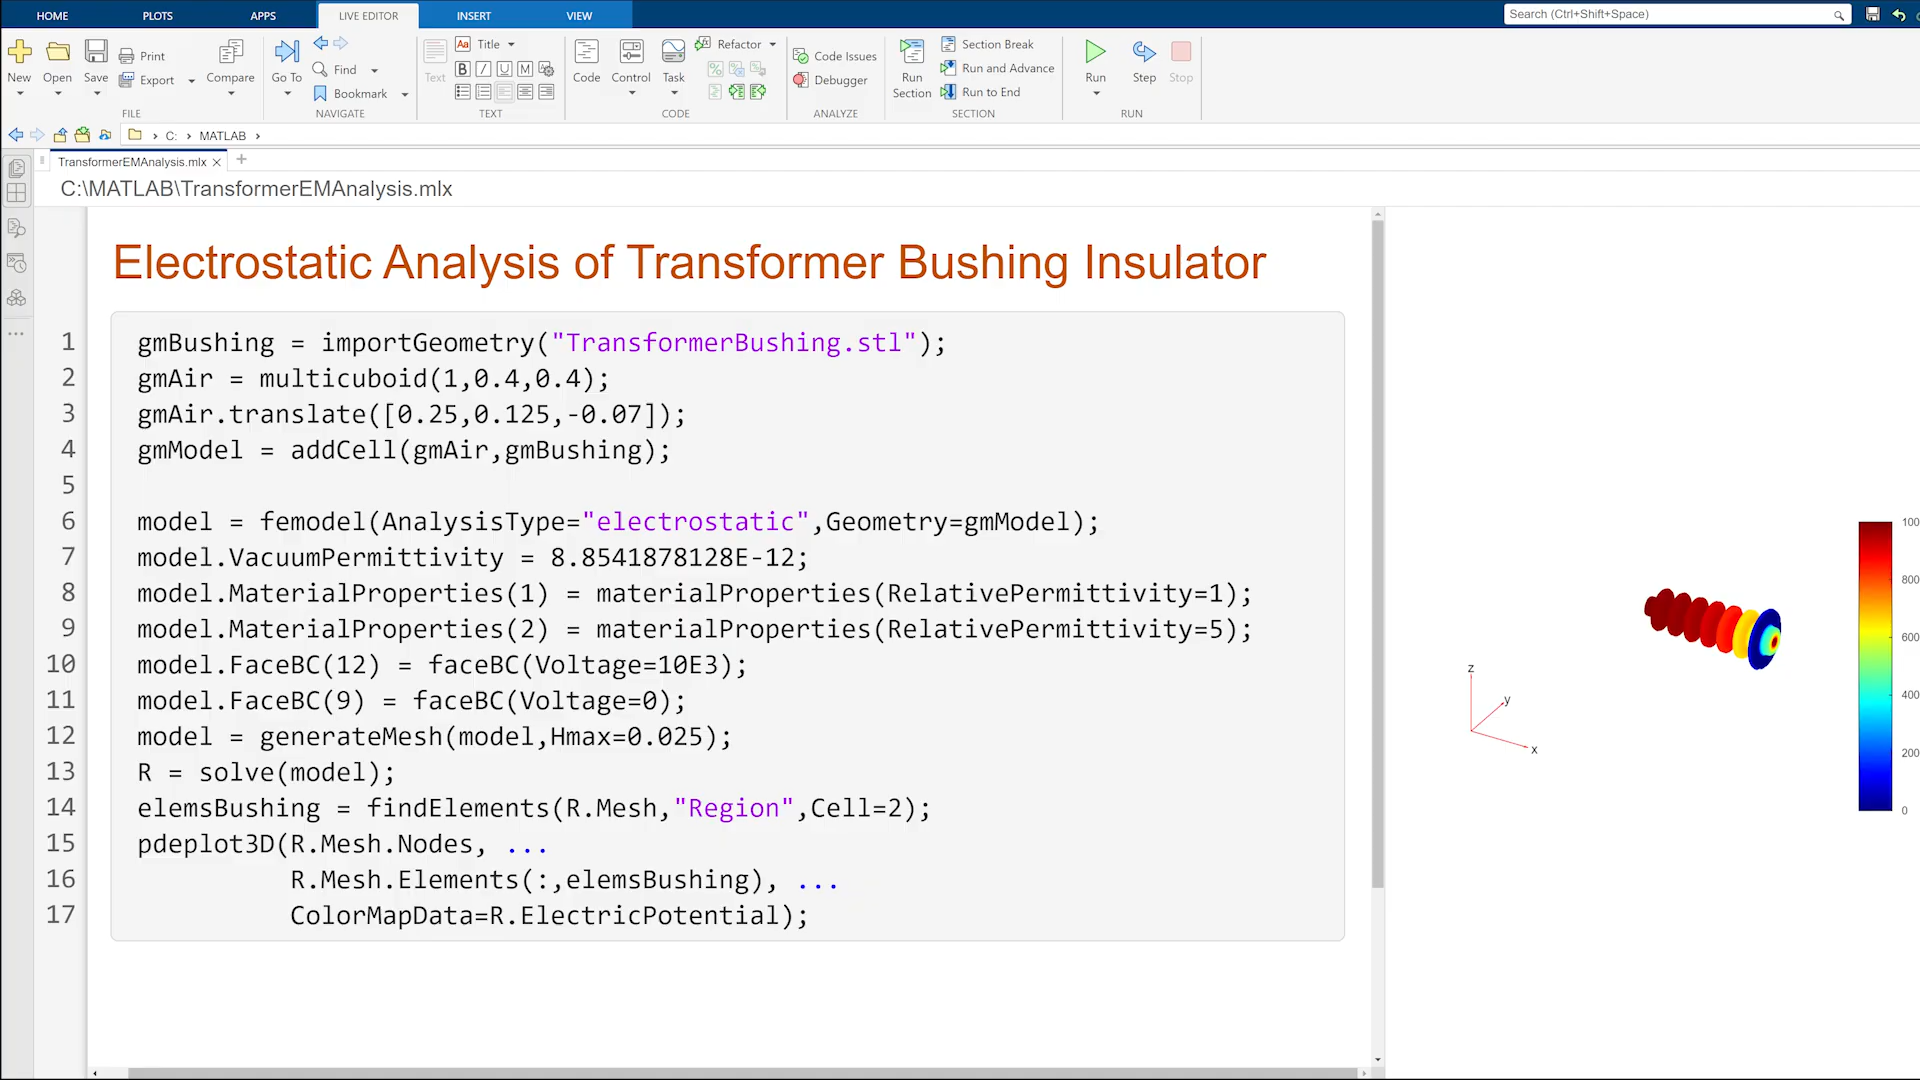 HOME PLOTS APPS LIVE EDITOR INSERT VIEW Search (Ctrl+Shift+Space)
New Open Save Print Export Compare
Go To Find Bookmark
Text Aa Title B I U M
Code Control Task Refactor
Code Issues Debugger
Run Section Section Break Run and Advance Run to End
Run Step Stop
FILE NAVIGATE TEXT CODE ANALYZE SECTION RUN
C: MATLAB
TransformerEMAnalysis.mlx
C:\MATLAB\TransformerEMAnalysis.mlx
Electrostatic Analysis of Transformer Bushing Insulator
1 gmBushing = importGeometry("TransformerBushing.stl");
2 gmAir = multicuboid(1,0.4,0.4);
3 gmAir.translate([0.25,0.125,-0.07]);
4 gmModel = addCell(gmAir,gmBushing);
5
6 model = femodel(AnalysisType="electrostatic",Geometry=gmModel);
7 model.VacuumPermittivity = 8.8541878128E-12;
8 model.MaterialProperties(1) = materialProperties(RelativePermittivity=1);
9 model.MaterialProperties(2) = materialProperties(RelativePermittivity=5);
10 model.FaceBC(12) = faceBC(Voltage=10E3);
11 model.FaceBC(9) = faceBC(Voltage=0);
12 model = generateMesh(model,Hmax=0.025);
13 R = solve(model);
14 elemsBushing = findElements(R.Mesh,"Region",Cell=2);
15 pdeplot3D(R.Mesh.Nodes, ...
16 R.Mesh.Elements(:,elemsBushing), ...
17 ColorMapData=R.ElectricPotential);
z
y
x
100
800
600
400
200
0